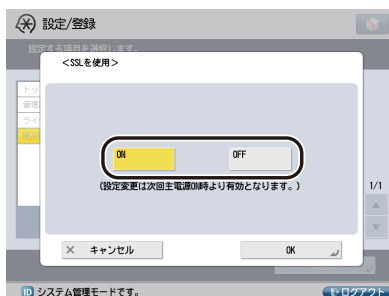 設定/登録
設定する項目を選択します。
<SSLを使用>
ON
OFF
(設定変更は次回主電源ON時より有効となります。)
1/1
× キャンセル
OK
ID システム管理モードです。
ログアウト